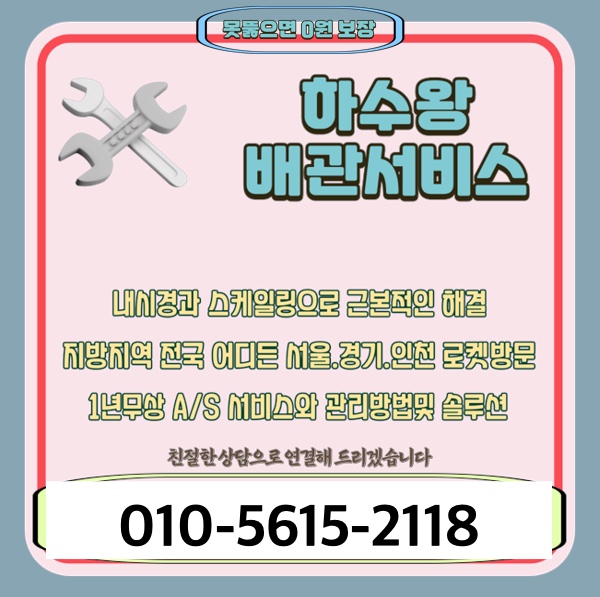 못뚫으면 0원 보장
하수왕
배관서비스
내시경과 스케일링으로 근본적인 해결
지방지역 전국 어디든 서울.경기.인천 로켓방문
1년무상 A/S 서비스와 관리방법및 솔루션
친절한 상담으로 연결해 드리겠습니다
010-5615-2118